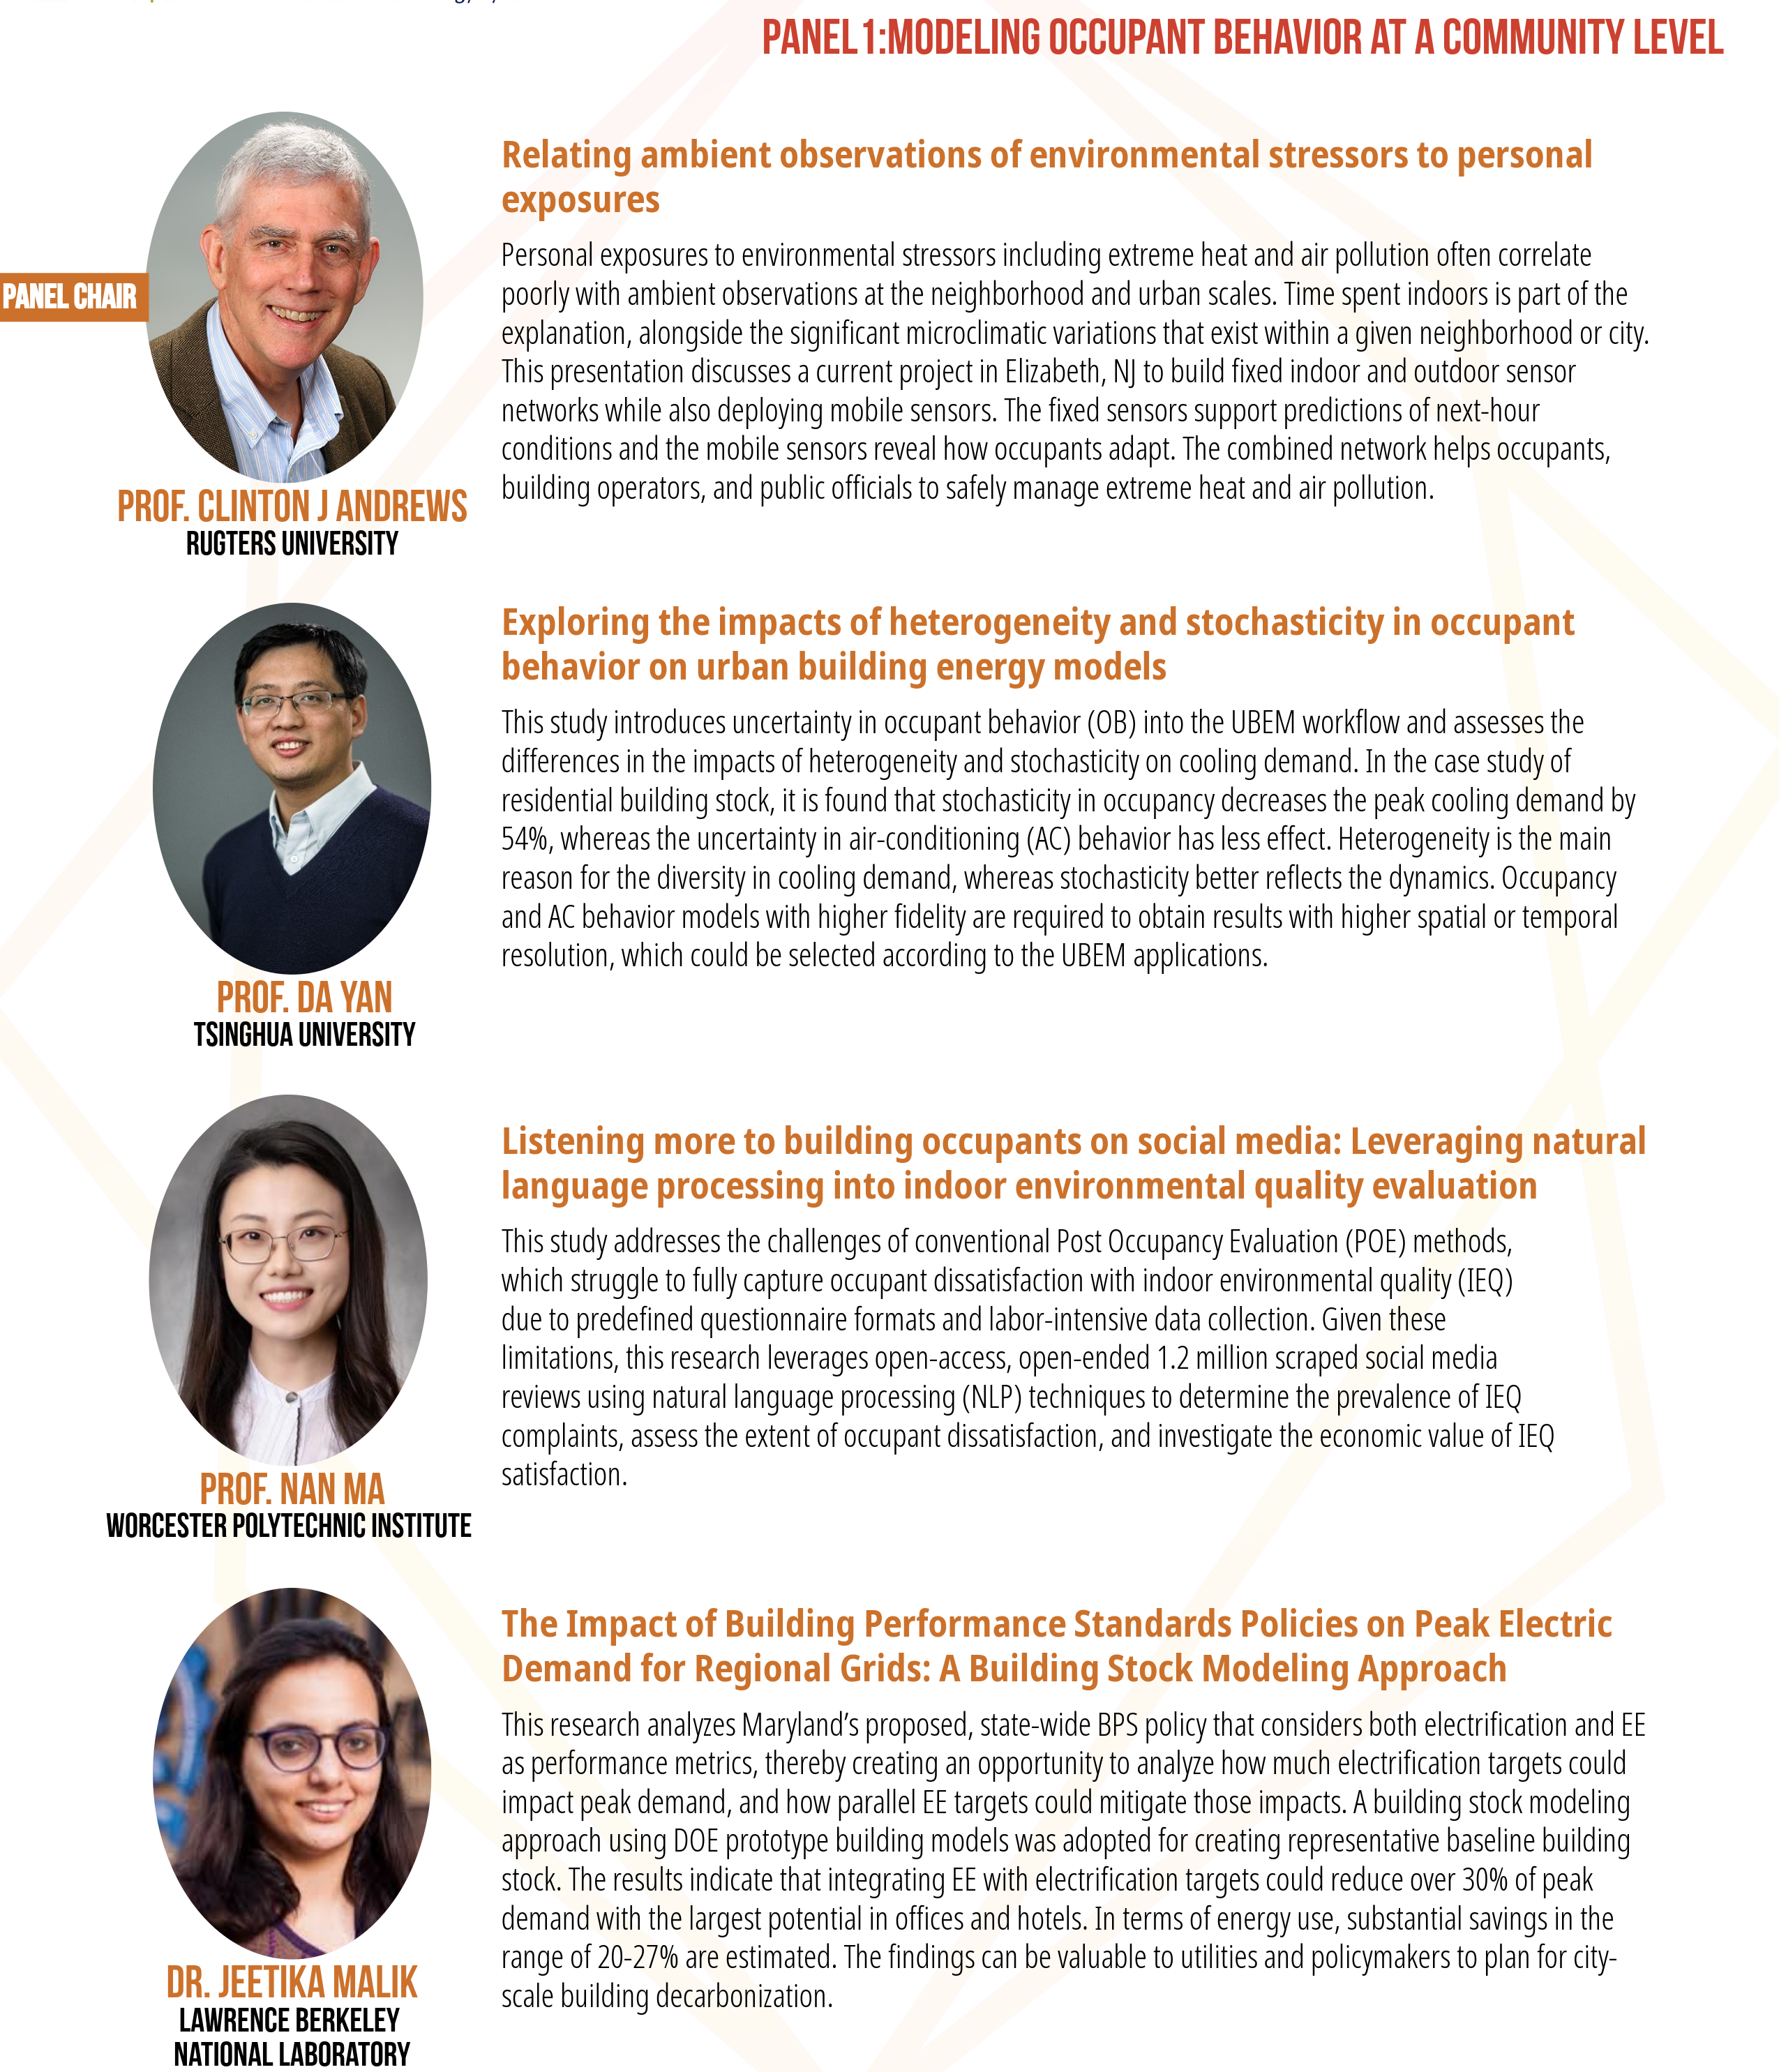 PANEL 1:MODELING OCCUPANT BEHAVIOR AT A COMMUNITY LEVEL
PANEL CHAIR
PROF. CLINTON J ANDREWS
RUGTERS UNIVERSITY
Relating ambient observations of environmental stressors to personal
exposures
Personal exposures to environmental stressors including extreme heat and air pollution often correlate
poorly with ambient observations at the neighborhood and urban scales. Time spent indoors is part of the
explanation, alongside the significant microclimatic variations that exist within a given neighborhood or city.
This presentation discusses a current project in Elizabeth, NJ to build fixed indoor and outdoor sensor
networks while also deploying mobile sensors. The fixed sensors support predictions of next-hour
conditions and the mobile sensors reveal how occupants adapt. The combined network helps occupants,
building operators, and public officials to safely manage extreme heat and air pollution.
PROF. DA YAN
TSINGHUA UNIVERSITY
Exploring the impacts of heterogeneity and stochasticity in occupant
behavior on urban building energy models
This study introduces uncertainty in occupant behavior (OB) into the UBEM workflow and assesses the
differences in the impacts of heterogeneity and stochasticity on cooling demand. In the case study of
residential building stock, it is found that stochasticity in occupancy decreases the peak cooling demand by
54%, whereas the uncertainty in air-conditioning (AC) behavior has less effect. Heterogeneity is the main
reason for the diversity in cooling demand, whereas stochasticity better reflects the dynamics. Occupancy
and AC behavior models with higher fidelity are required to obtain results with higher spatial or temporal
resolution, which could be selected according to the UBEM applications.
PROF. NAN MA
WORCESTER POLYTECHNIC INSTITUTE
Listening more to building occupants on social media: Leveraging natural
language processing into indoor environmental quality evaluation
This study addresses the challenges of conventional Post Occupancy Evaluation (POE) methods,
which struggle to fully capture occupant dissatisfaction with indoor environmental quality (IEQ)
due to predefined questionnaire formats and labor-intensive data collection. Given these
limitations, this research leverages open-access, open-ended 1.2 million scraped social media
reviews using natural language processing (NLP) techniques to determine the prevalence of IEQ
complaints, assess the extent of occupant dissatisfaction, and investigate the economic value of IEQ
satisfaction.
DR. JEETIKA MALIK
LAWRENCE BERKELEY
NATIONAL LABORATORY
The Impact of Building Performance Standards Policies on Peak Electric
Demand for Regional Grids: A Building Stock Modeling Approach
This research analyzes Maryland's proposed, state-wide BPS policy that considers both electrification and EE
as performance metrics, thereby creating an opportunity to analyze how much electrification targets could
impact peak demand, and how parallel EE targets could mitigate those impacts. A building stock modeling
approach using DOE prototype building models was adopted for creating representative baseline building
stock. The results indicate that integrating EE with electrification targets could reduce over 30% of peak
demand with the largest potential in offices and hotels. In terms of energy use, substantial savings in the
range of 20-27% are estimated. The findings can be valuable to utilities and policymakers to plan for city-
scale building decarbonization.